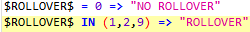 $ROLLOVER$ = 0 => "NO ROLLOVER"
$ROLLOVER$ IN (1,2,9) => "ROLLOVER"